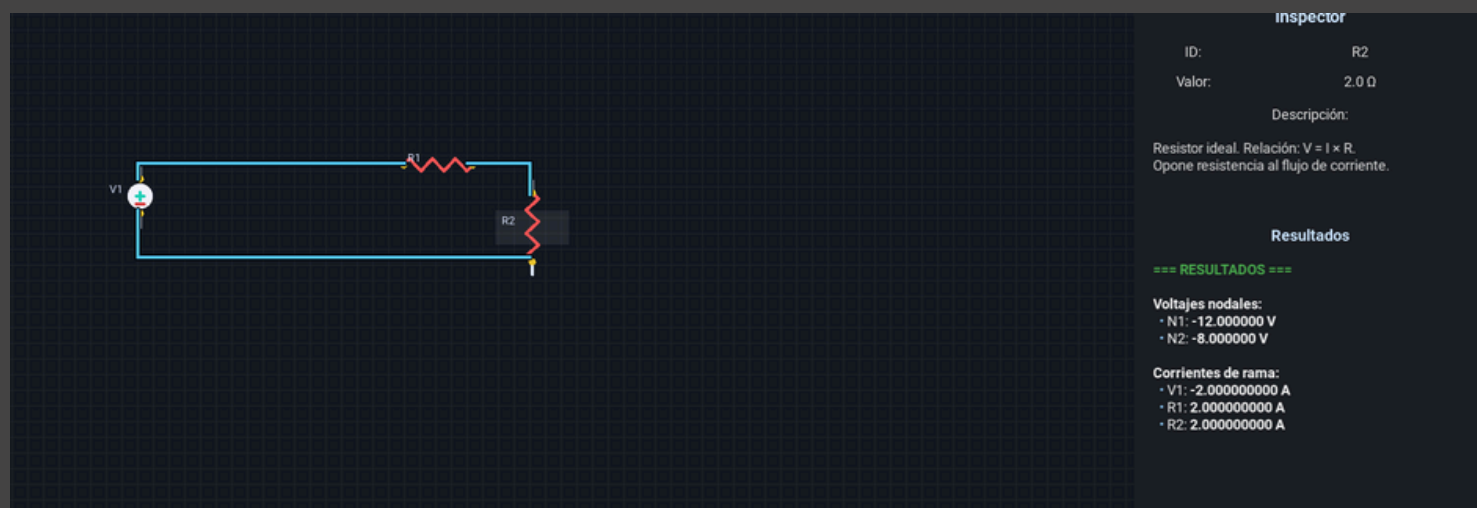 Inspector
ID: R2
Valor: 2.0 Ω
Descripción:
Resistor ideal. Relación: V = I × R.
Opone resistencia al flujo de corriente.
Resultados
=== RESULTADOS ===
Voltajes nodales:
• N1: -12.000000 V
• N2: -8.000000 V
Corrientes de rama:
• V1: -2.000000000 A
• R1: 2.000000000 A
• R2: 2.000000000 A
R1
V1
R2